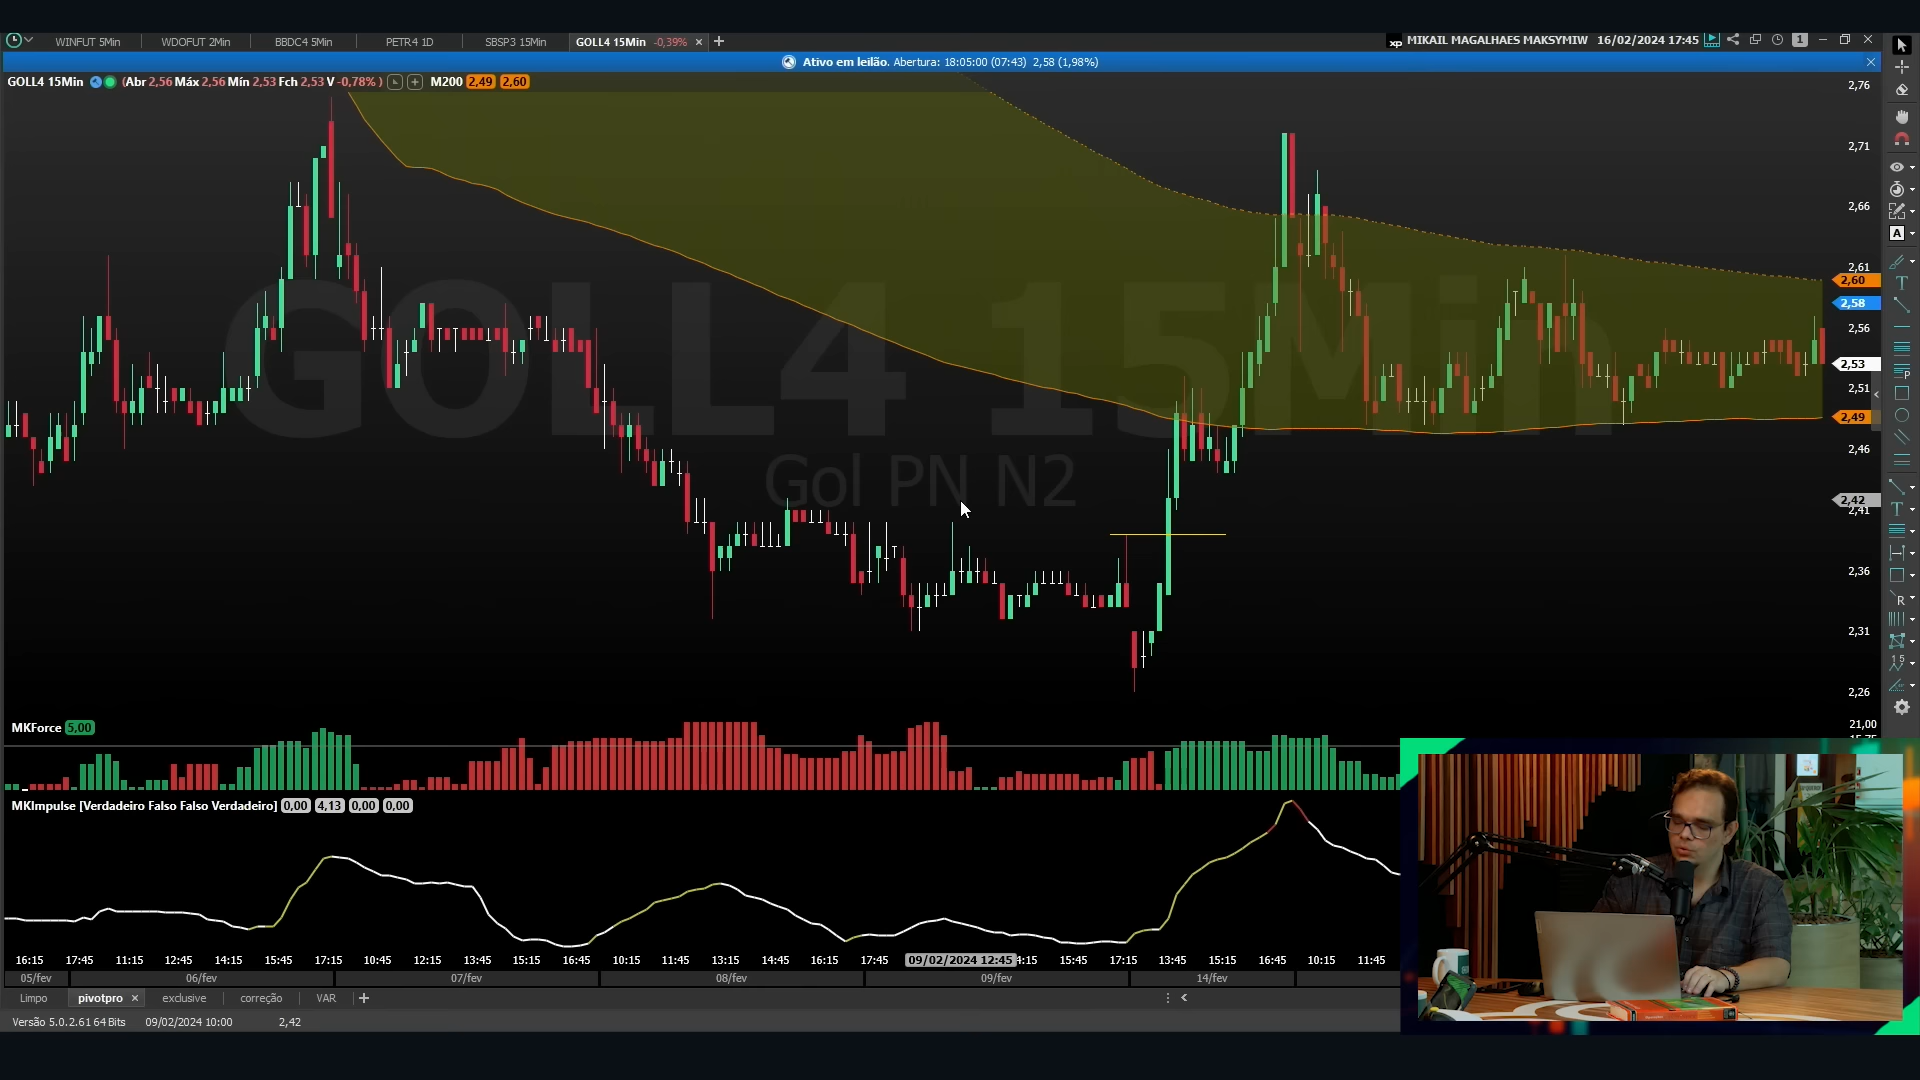 WINFUT 5Min WDOFUT 2Min BBDC4 5Min PETR4 1D SBSP3 15Min GOLL4 15Min -0,39% × +
xp MIKAIL MAGALHAES MAKSYMIW 16/02/2024 17:45 1
Ativo em leilão. Abertura: 18:05:00 (07:43) 2,58 (1,98%)
GOLL4 15Min (Abr 2,56 Máx 2,56 Mín 2,53 Fch 2,53 V -0,78% ) M200 2,49 2,60
2,76
2,71
2,66
2,61
2,60
2,58
2,56
2,53
2,51
2,49
2,46
2,42
2,41
2,36
2,31
2,26
GOLL4 15Min
Gol PN N2
MKForce 5,00
21,00
MKImpulse [Verdadeiro Falso Falso Verdadeiro] 0,00 4,13 0,00 0,00
16:15 17:45 11:15 12:45 14:15 15:45 17:15 10:45 12:15 13:45 15:15 16:45 10:15 11:45 13:15 14:45 16:15 17:45 09/02/2024 12:45 4:15 15:45 17:15 13:45 15:15 16:45 10:15 11:45
05/fev 06/fev 07/fev 08/fev 09/fev 14/fev
Limpo pivotpro × exclusive correção VAR +
Versão 5.0.2.61 64 Bits 09/02/2024 10:00 2,42